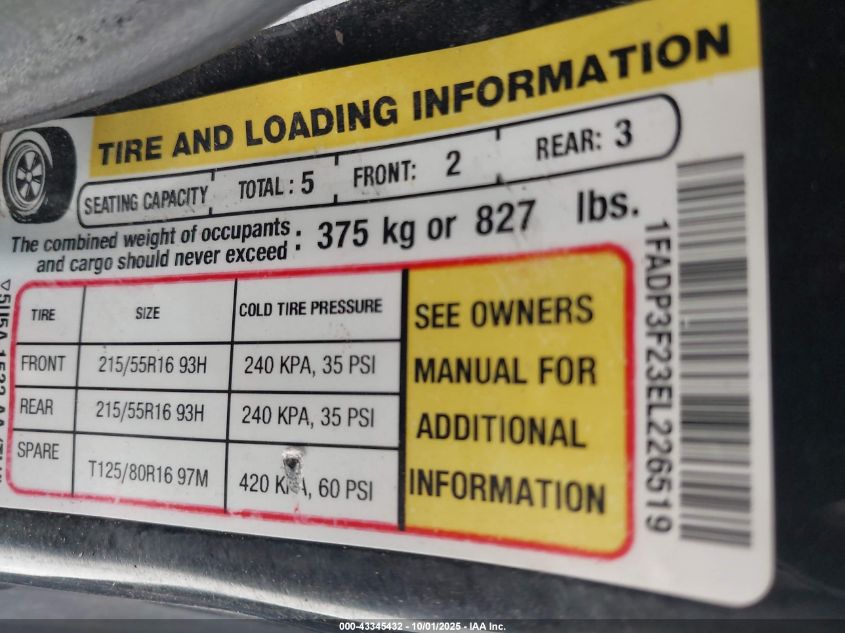 TIRE AND LOADING INFORMATION
SEATING CAPACITY TOTAL: 5 FRONT: 2 REAR: 3
The combined weight of occupants
and cargo should never exceed : 375 kg or 827 lbs.
TIRE SIZE COLD TIRE PRESSURE
FRONT 215/55R16 93H 240 KPA, 35 PSI
REAR 215/55R16 93H 240 KPA, 35 PSI
SPARE T125/80R16 97M 420 KPA, 60 PSI
SEE OWNERS
MANUAL FOR
ADDITIONAL
INFORMATION
1FADP3F23EL226519
000-43345432 - 10/01/2025 - IAA Inc.